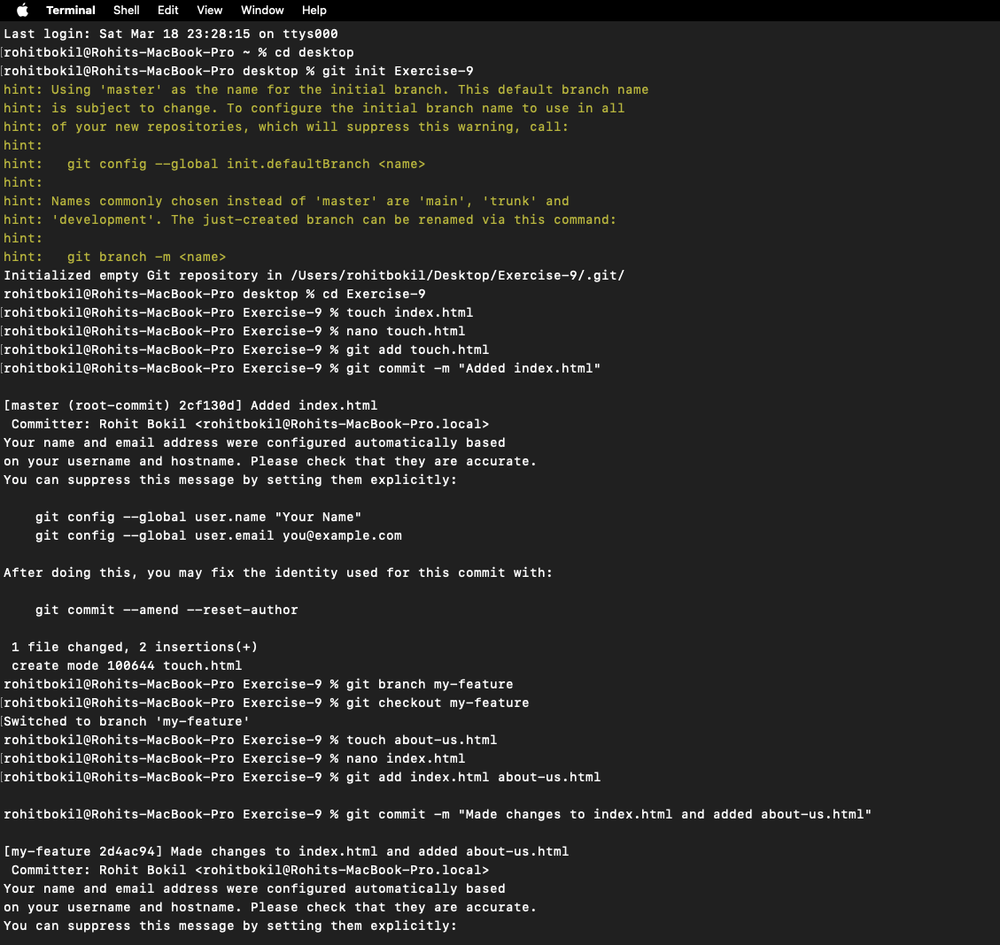 Terminal Shell Edit View Window Help
Last login: Sat Mar 18 23:28:15 on ttys000
[rohitbokil@Rohits-MacBook-Pro ~ % cd desktop
[rohitbokil@Rohits-MacBook-Pro desktop % git init Exercise-9
hint: Using 'master' as the name for the initial branch. This default branch name
hint: is subject to change. To configure the initial branch name to use in all
hint: of your new repositories, which will suppress this warning, call:
hint:
hint:   git config --global init.defaultBranch <name>
hint:
hint: Names commonly chosen instead of 'master' are 'main', 'trunk' and
hint: 'development'. The just-created branch can be renamed via this command:
hint:
hint:   git branch -m <name>
Initialized empty Git repository in /Users/rohitbokil/Desktop/Exercise-9/.git/
rohitbokil@Rohits-MacBook-Pro desktop % cd Exercise-9
[rohitbokil@Rohits-MacBook-Pro Exercise-9 % touch index.html
[rohitbokil@Rohits-MacBook-Pro Exercise-9 % nano touch.html
[rohitbokil@Rohits-MacBook-Pro Exercise-9 % git add touch.html
[rohitbokil@Rohits-MacBook-Pro Exercise-9 % git commit -m "Added index.html"
[master (root-commit) 2cf130d] Added index.html
 Committer: Rohit Bokil <rohitbokil@Rohits-MacBook-Pro.local>
Your name and email address were configured automatically based
on your username and hostname. Please check that they are accurate.
You can suppress this message by setting them explicitly:
    git config --global user.name "Your Name"
    git config --global user.email you@example.com
After doing this, you may fix the identity used for this commit with:
    git commit --amend --reset-author
 1 file changed, 2 insertions(+)
 create mode 100644 touch.html
rohitbokil@Rohits-MacBook-Pro Exercise-9 % git branch my-feature
[rohitbokil@Rohits-MacBook-Pro Exercise-9 % git checkout my-feature
[Switched to branch 'my-feature'
rohitbokil@Rohits-MacBook-Pro Exercise-9 % touch about-us.html
[rohitbokil@Rohits-MacBook-Pro Exercise-9 % nano index.html
[rohitbokil@Rohits-MacBook-Pro Exercise-9 % git add index.html about-us.html
rohitbokil@Rohits-MacBook-Pro Exercise-9 % git commit -m "Made changes to index.html and added about-us.html"
[my-feature 2d4ac94] Made changes to index.html and added about-us.html
 Committer: Rohit Bokil <rohitbokil@Rohits-MacBook-Pro.local>
Your name and email address were configured automatically based
on your username and hostname. Please check that they are accurate.
You can suppress this message by setting them explicitly: